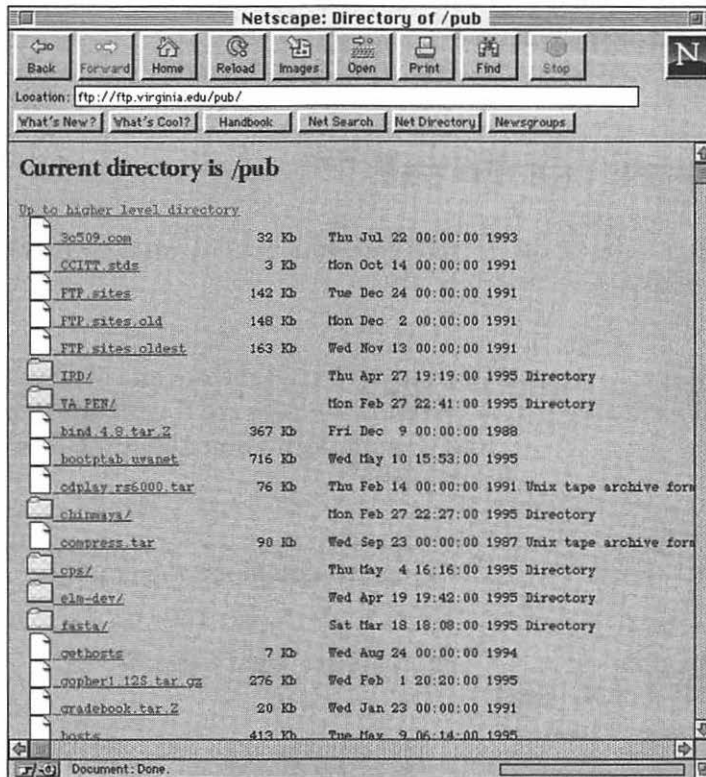 Netscape: Directory of /pub
Back Forward Home Reload Images Open Print Find Stop N
Location: ftp://ftp.virginia.edu/pub/
What's New? What's Cool? Handbook Net Search Net Directory Newsgroups
Current directory is /pub
Up to higher level directory
3c509.com 32 Kb Thu Jul 22 00:00:00 1993
CCITT.stds 3 Kb Mon Oct 14 00:00:00 1991
FTP.sites 142 Kb Tue Dec 24 00:00:00 1991
FTP.sites.old 148 Kb Mon Dec 2 00:00:00 1991
FTP.sites.oldest 163 Kb Wed Nov 13 00:00:00 1991
IRD/ Thu Apr 27 19:19:00 1995 Directory
VA.PEN/ Mon Feb 27 22:41:00 1995 Directory
bind.4.8.tar.Z 367 Kb Fri Dec 9 00:00:00 1988
bootptab.uvanet 716 Kb Wed May 10 15:53:00 1995
cdplay.rs6000.tar 76 Kb Thu Feb 14 00:00:00 1991 Unix tape archive form
chinmaya/ Mon Feb 27 22:27:00 1995 Directory
compress.tar 90 Kb Wed Sep 23 00:00:00 1987 Unix tape archive form
cps/ Thu May 4 16:16:00 1995 Directory
elm-dev/ Wed Apr 19 19:42:00 1995 Directory
fasta/ Sat Mar 18 18:08:00 1995 Directory
gethosts 7 Kb Wed Aug 24 00:00:00 1994
gopher1.12S.tar.gz 276 Kb Wed Feb 1 20:20:00 1995
gradebook.tar.Z 20 Kb Wed Jan 23 00:00:00 1991
hosts 413 Kb Tue May 9 06:14:00 1995
Document: Done.